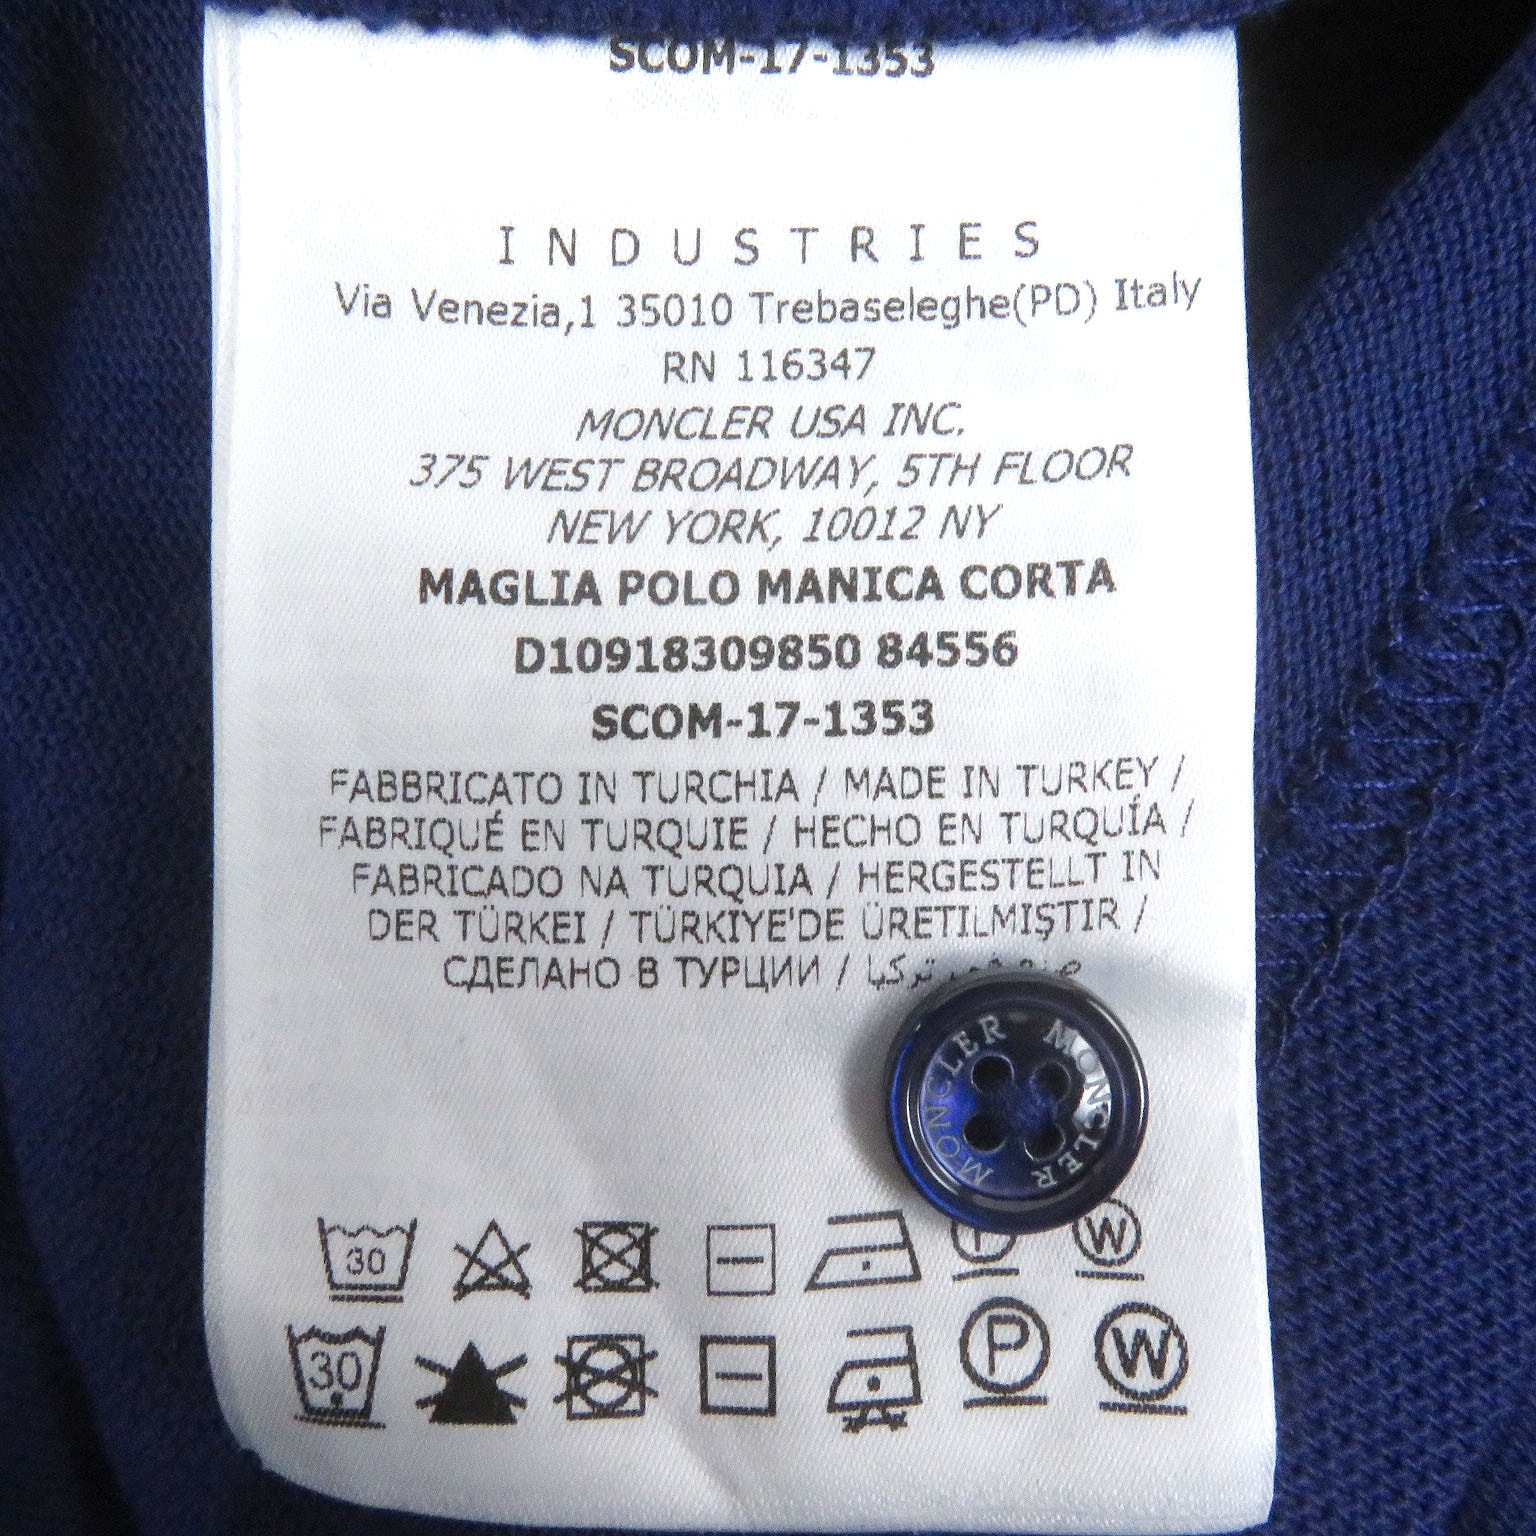 SCOM-17-1353
INDUSTRIES
Via Venezia,1 35010 Trebaseleghe(PD) Italy
RN 116347
MONCLER USA INC.
375 WEST BROADWAY, 5TH FLOOR
NEW YORK, 10012 NY
MAGLIA POLO MANICA CORTA
D10918309850 84556
SCOM-17-1353
FABBRICATO IN TURCHIA / MADE IN TURKEY /
FABRIQUÉ EN TURQUIE / HECHO EN TURQUÍA /
FABRICADO NA TURQUIA / HERGESTELLT IN
DER TÜRKEI / TÜRKIYE'DE ÜRETILMIŞTIR /
СДЕЛАНО В ТУРЦИИ / تركيا
MONCLER MONCLER
30 W
30 P W